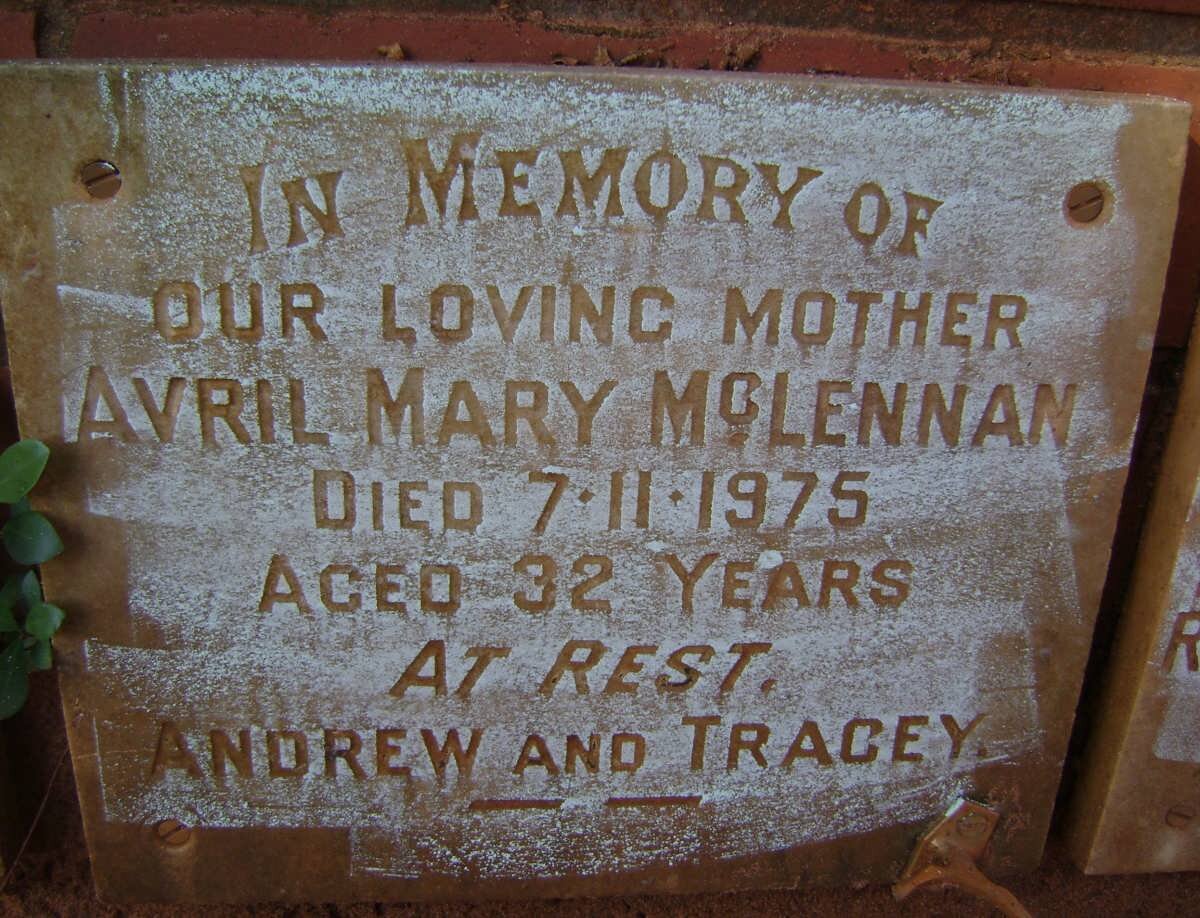 IN MEMORY OF
OUR LOVING MOTHER
AVRIL MARY McLENNAN
DIED 7·11·1975
AGED 32 YEARS
AT REST.
ANDREW AND TRACEY.